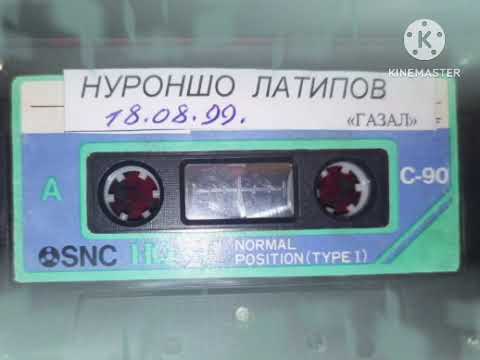 KINEMASTER
НУРОНШО ЛАТИПОВ
18.08.99.
«ГАЗАЛ»
A
C-90
SNC
NORMAL
POSITION (TYPE I)